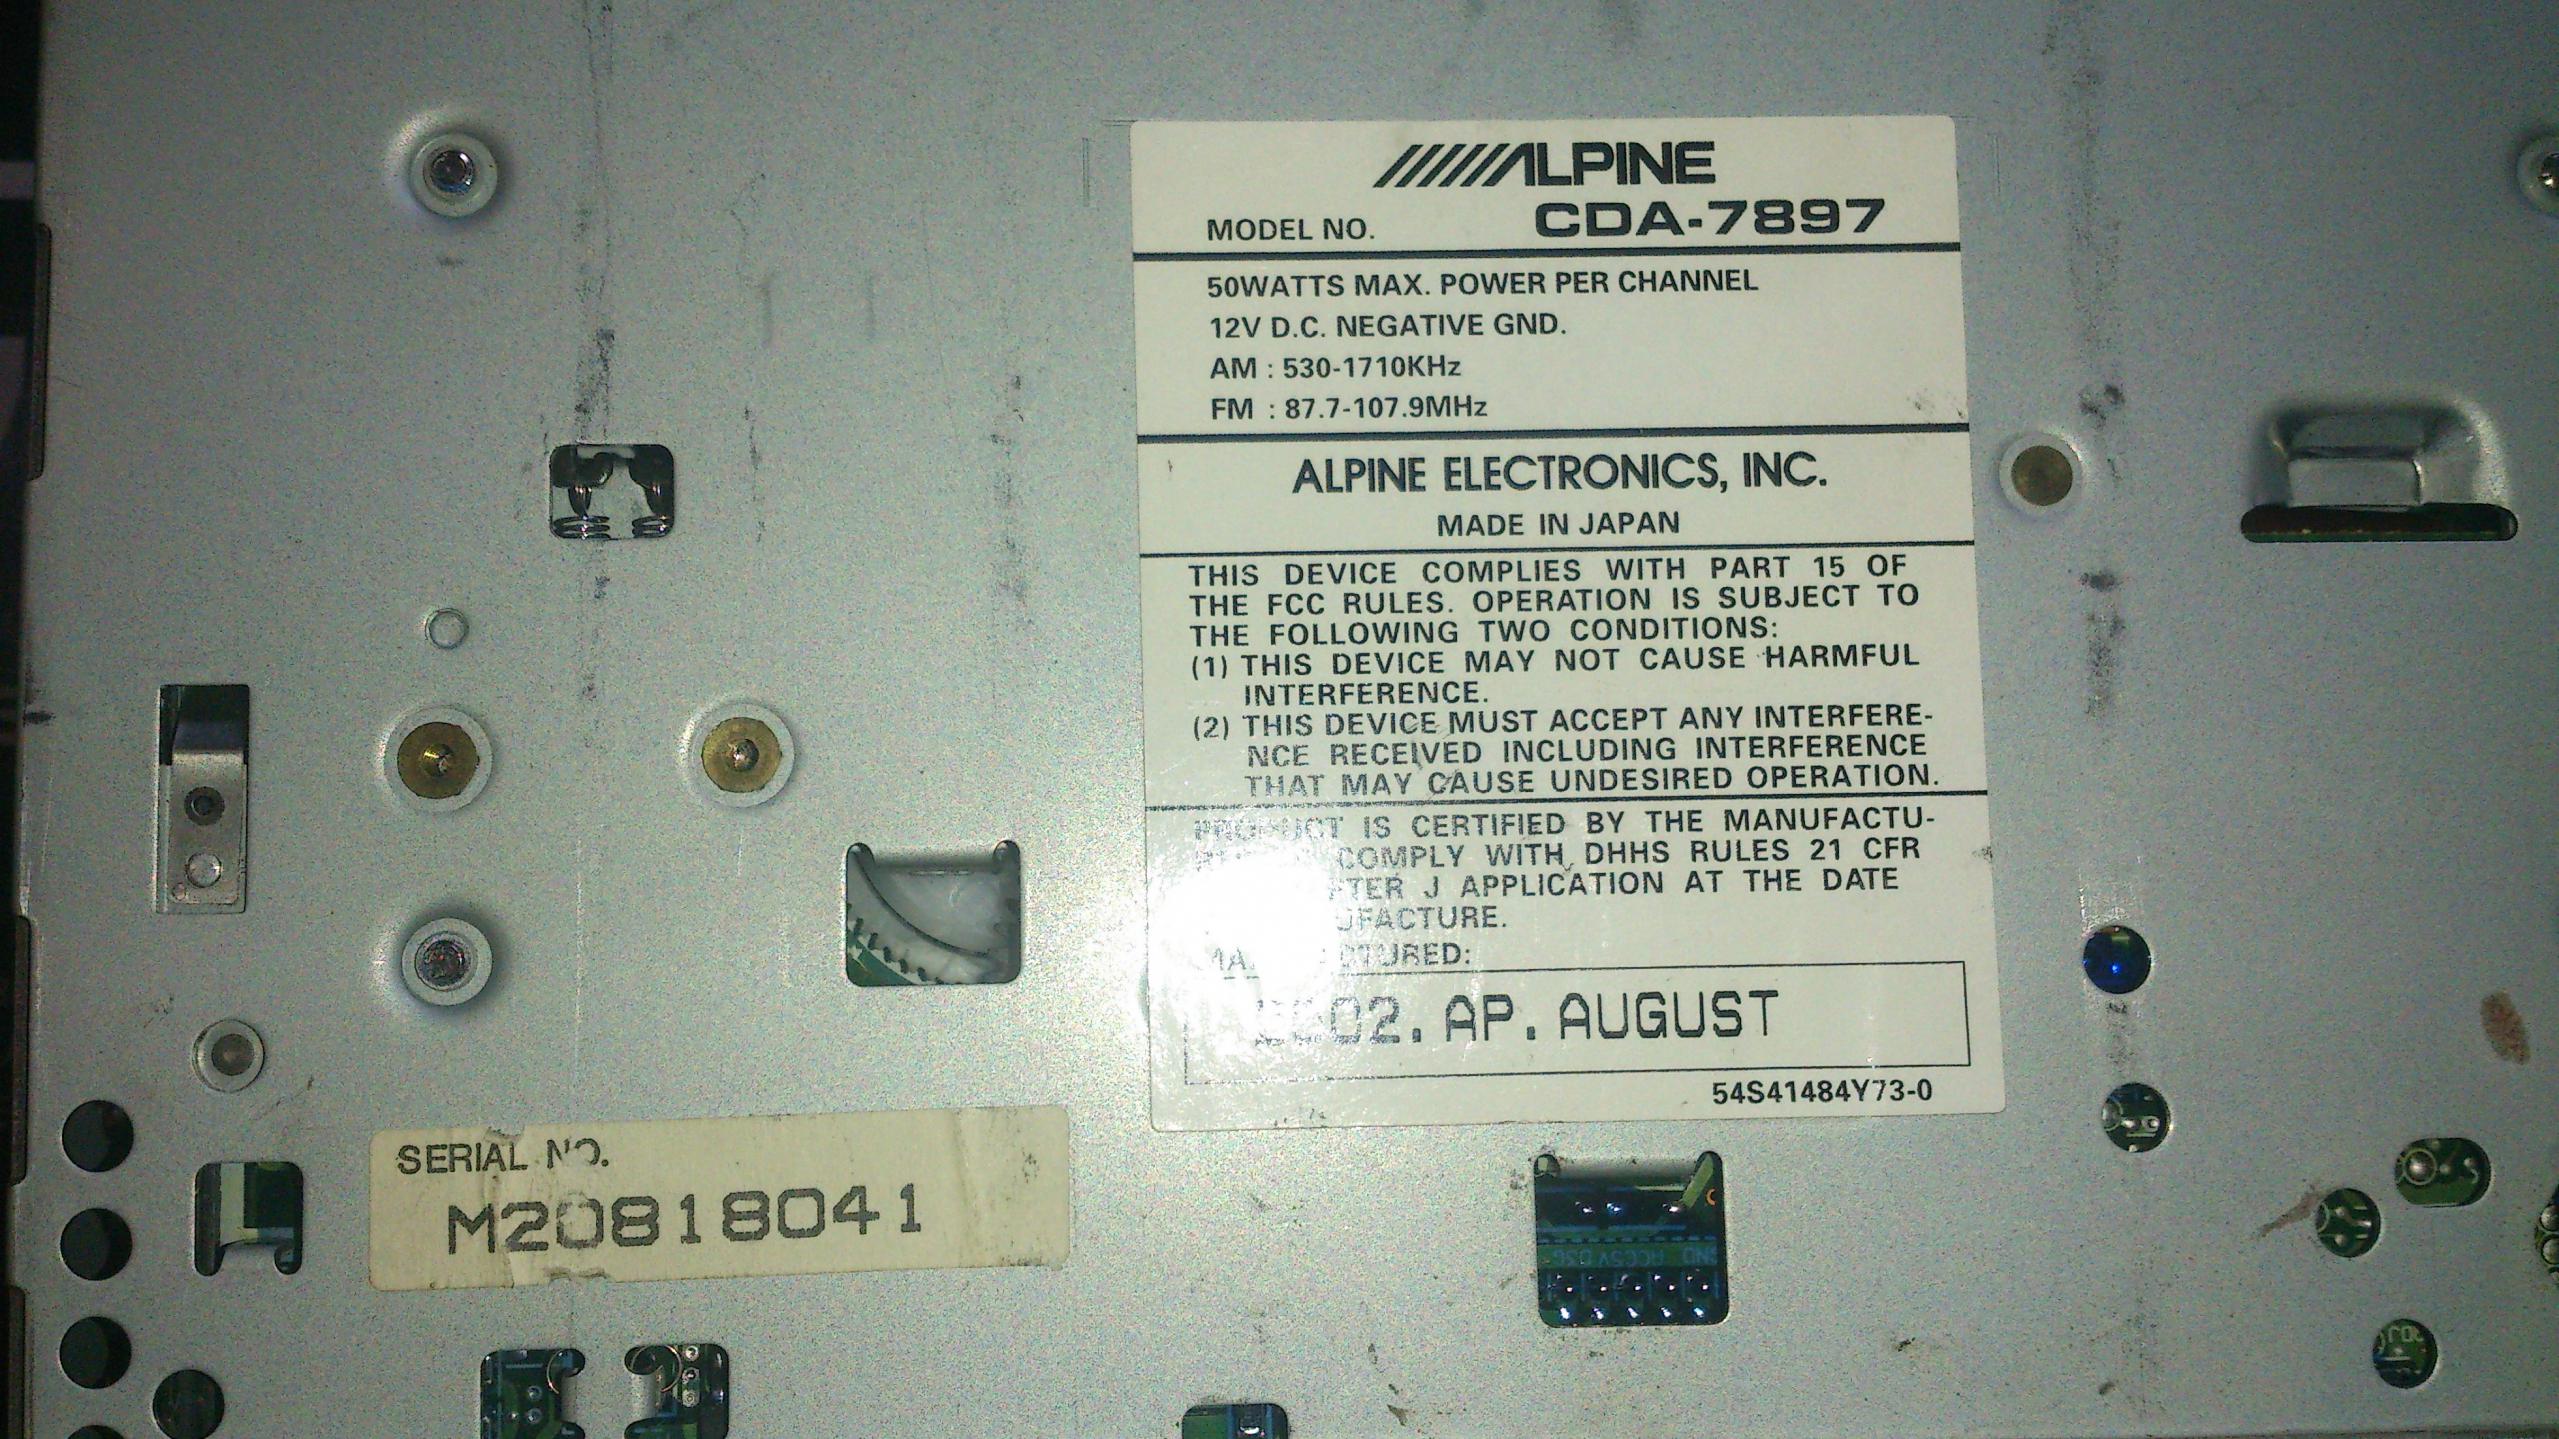 ALPINE
MODEL NO. CDA-7897
50WATTS MAX. POWER PER CHANNEL
12V D.C. NEGATIVE GND.
AM : 530-1710KHz
FM : 87.7-107.9MHz
ALPINE ELECTRONICS, INC.
MADE IN JAPAN
THIS DEVICE COMPLIES WITH PART 15 OF
THE FCC RULES. OPERATION IS SUBJECT TO
THE FOLLOWING TWO CONDITIONS:
(1) THIS DEVICE MAY NOT CAUSE HARMFUL
INTERFERENCE.
(2) THIS DEVICE MUST ACCEPT ANY INTERFERE-
NCE RECEIVED INCLUDING INTERFERENCE
THAT MAY CAUSE UNDESIRED OPERATION.
PRODUCT IS CERTIFIED BY THE MANUFACTU-
COMPLY WITH DHHS RULES 21 CFR
J APPLICATION AT THE DATE
MANUFACTURED:
2002. AP. AUGUST
54S41484Y73-0
SERIAL NO.
M20818041